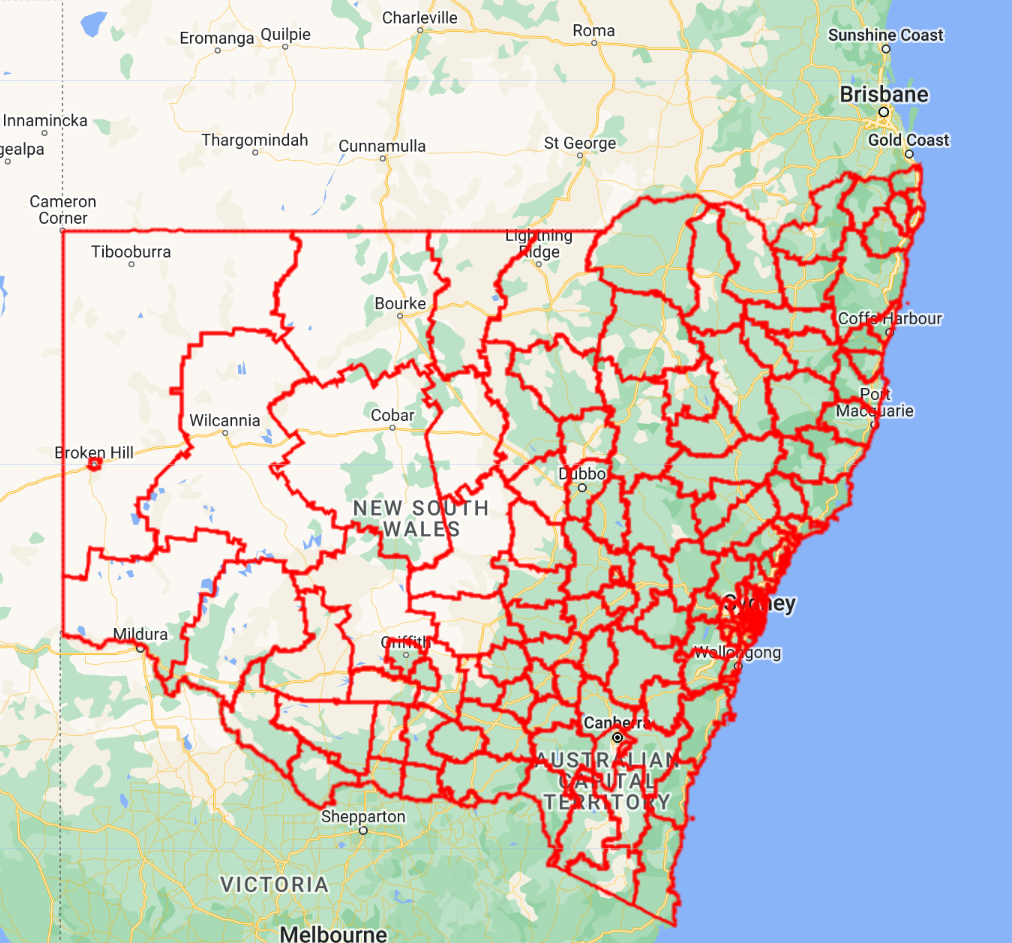 Charleville
Eromanga
Quilpie
Roma
Sunshine Coast
Brisbane
Innamincka
Thargomindah
Cunnamulla
St George
Gold Coast
gealpa
Cameron
Corner
Tibooburra
Lightning
Ridge
Bourke
Coffs Harbour
Port
Macquarie
Wilcannia
Cobar
Broken Hill
Dubbo
NEW SOUTH
WALES
Sydney
Mildura
Griffith
Wollongong
Canberra
AUSTRALIAN
CAPITAL
TERRITORY
Shepparton
VICTORIA
Melbourne